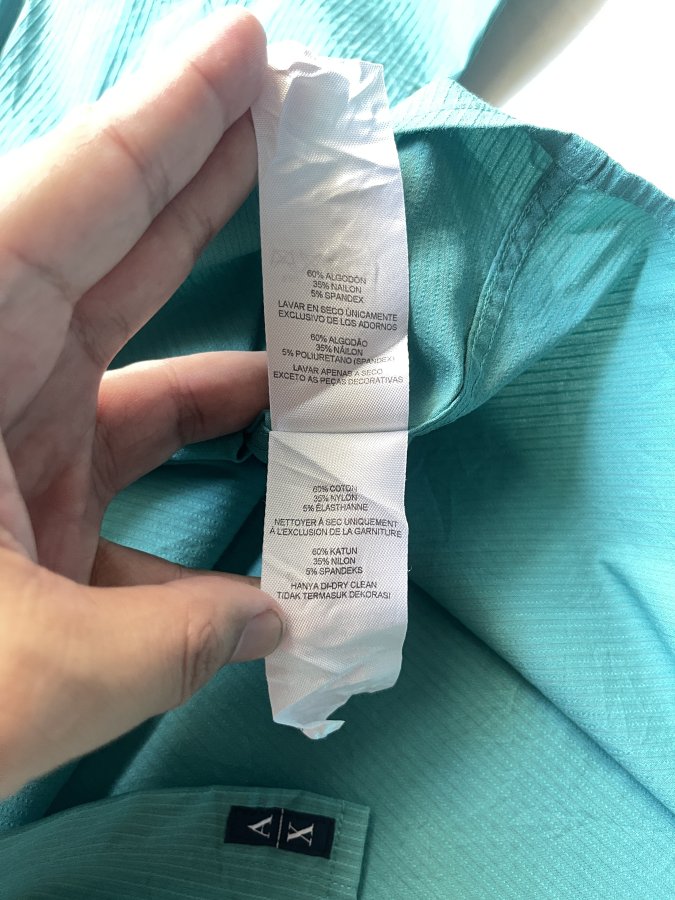 60% ALGODÓN
35% NAILON
5% SPANDEX
LAVAR EN SECO ÚNICAMENTE
EXCLUSIVO DE LOS ADORNOS
60% ALGODÃO
35% NÁILON
5% POLIURETANO (SPANDEX)
LAVAR APENAS A SECO
EXCETO AS PEÇAS DECORATIVAS
60% COTON
35% NYLON
5% ÉLASTHANNE
NETTOYER À SEC UNIQUEMENT
À L'EXCLUSION DE LA GARNITURE
60% KATUN
35% NILON
5% SPANDEKS
HANYA DI-DRY CLEAN
TIDAK TERMASUK DEKORASI
A X